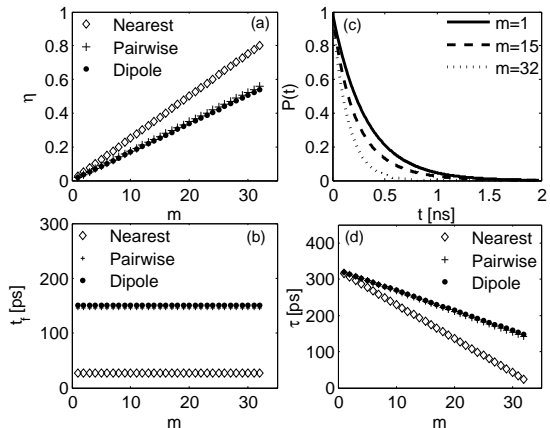 (a)
Nearest
Pairwise
Dipole
η
1
0.8
0.6
0.4
0.2
0
0 10 20 30
m
(c)
m=1
m=15
m=32
P(t)
1
0.8
0.6
0.4
0.2
0
0 0.5 1 1.5 2
t [ns]
(b)
Nearest
Pairwise
Dipole
t_f [ps]
300
200
100
0
0 10 20 30
m
(d)
Nearest
Pairwise
Dipole
τ [ps]
400
300
200
100
0
0 10 20 30
m